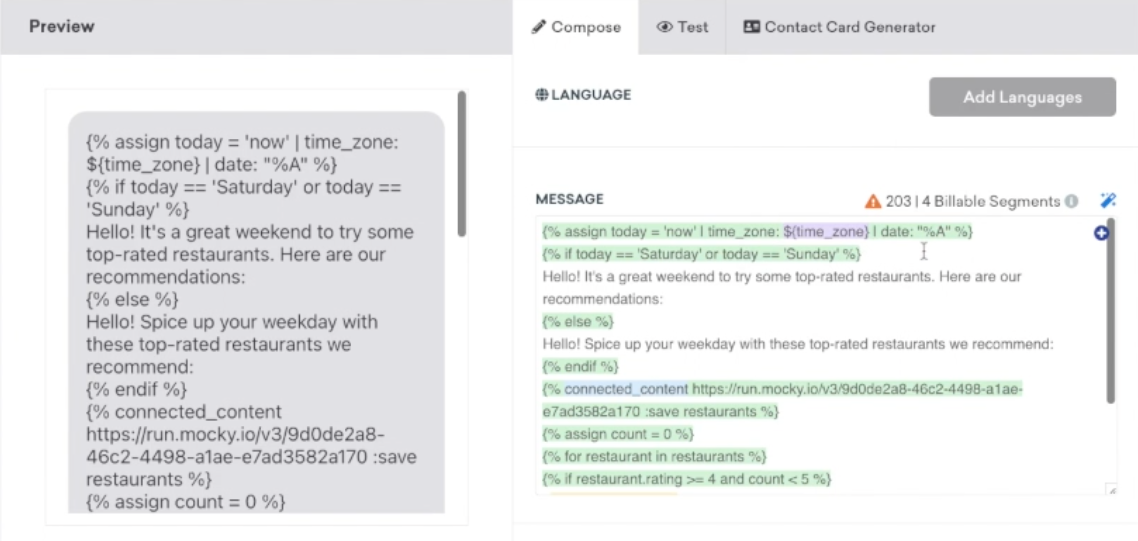 Preview
{% assign today = 'now' | time_zone:
${time_zone} | date: "%A" %}
{% if today == 'Saturday' or today ==
'Sunday' %}
Hello! It's a great weekend to try some
top-rated restaurants. Here are our
recommendations:
{% else %}
Hello! Spice up your weekday with
these top-rated restaurants we
recommend:
{% endif %}
{% connected_content
https://run.mocky.io/v3/9d0de2a8-
46c2-4498-a1ae-e7ad3582a170 :save
restaurants %}
{% assign count = 0 %}
Compose
Test
Contact Card Generator
LANGUAGE
Add Languages
MESSAGE
203 | 4 Billable Segments
{% assign today = 'now' | time_zone: ${time_zone} | date: "%A" %}
{% if today == 'Saturday' or today == 'Sunday' %}
Hello! It's a great weekend to try some top-rated restaurants. Here are our
recommendations:
{% else %}
Hello! Spice up your weekday with these top-rated restaurants we recommend:
{% endif %}
{% connected_content https://run.mocky.io/v3/9d0de2a8-46c2-4498-a1ae-
e7ad3582a170 :save restaurants %}
{% assign count = 0 %}
{% for restaurant in restaurants %}
{% if restaurant.rating >= 4 and count < 5 %}